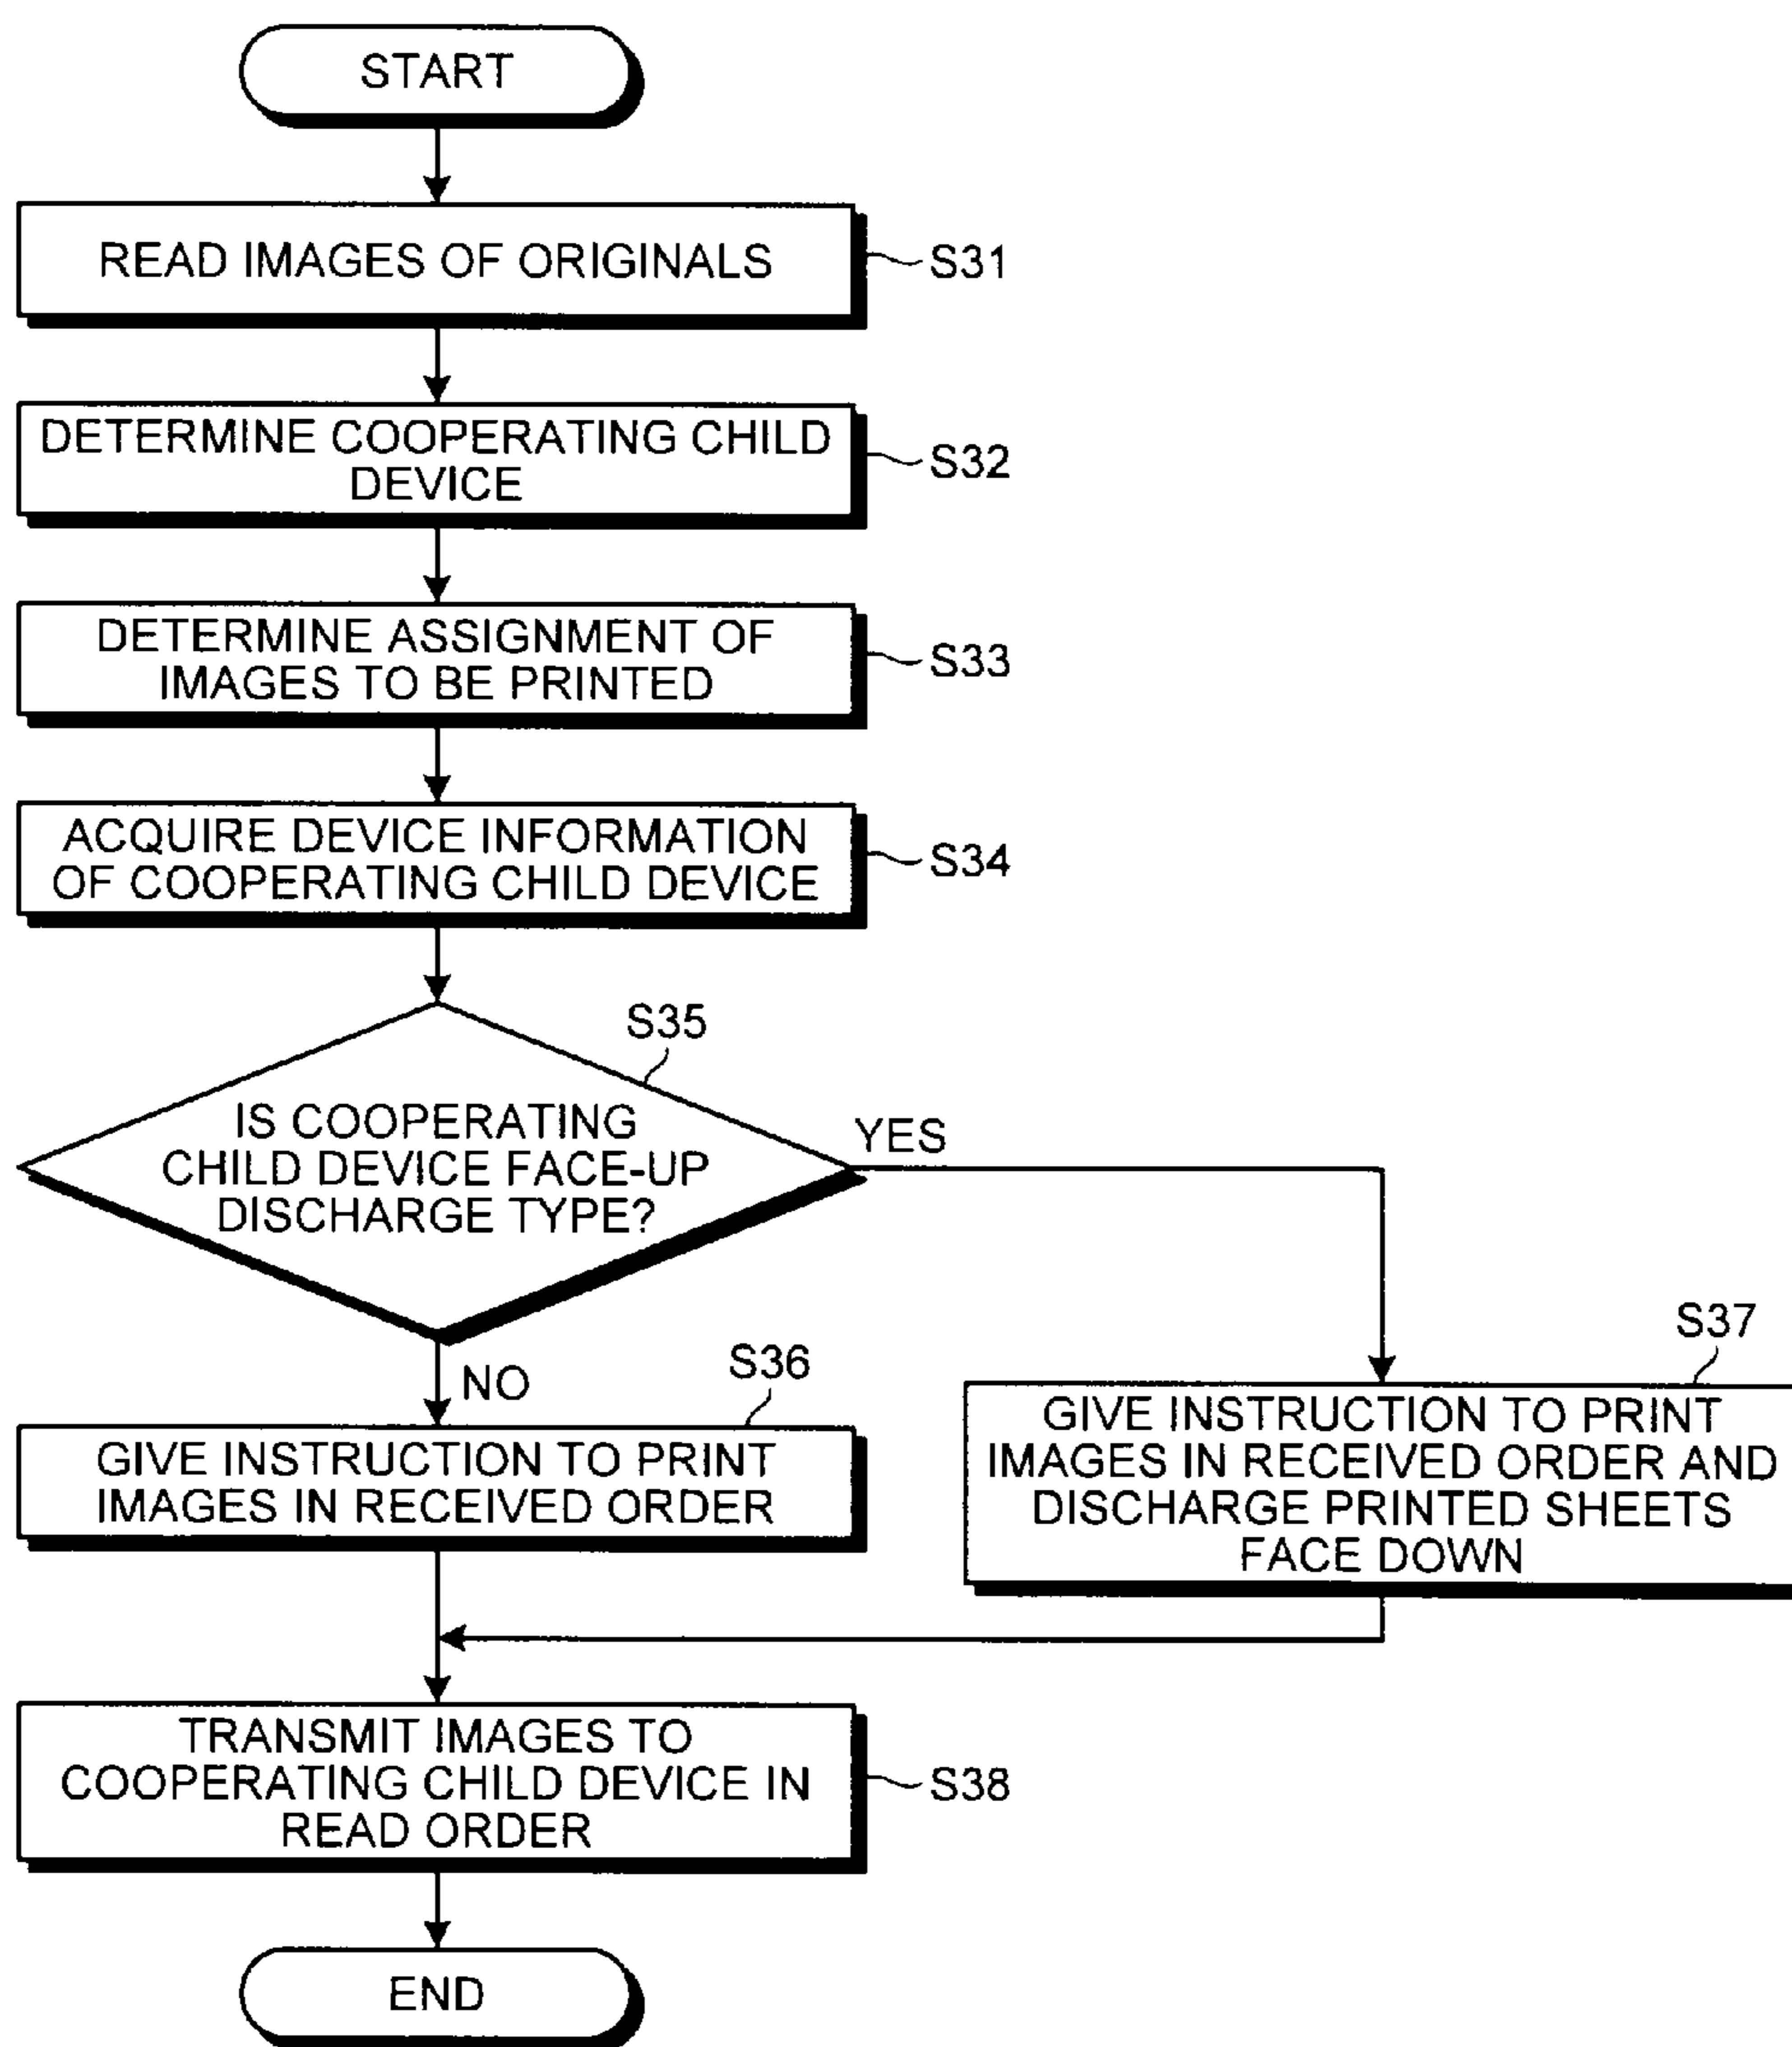 START
READ IMAGES OF ORIGINALS
S31
DETERMINE COOPERATING CHILD
DEVICE
S32
DETERMINE ASSIGNMENT OF
IMAGES TO BE PRINTED
S33
ACQUIRE DEVICE INFORMATION
OF COOPERATING CHILD DEVICE
S34
S35
IS COOPERATING
CHILD DEVICE FACE-UP
DISCHARGE TYPE?
YES
NO
S36
GIVE INSTRUCTION TO PRINT
IMAGES IN RECEIVED ORDER
S37
GIVE INSTRUCTION TO PRINT
IMAGES IN RECEIVED ORDER AND
DISCHARGE PRINTED SHEETS
FACE DOWN
TRANSMIT IMAGES TO
COOPERATING CHILD DEVICE IN
READ ORDER
S38
END